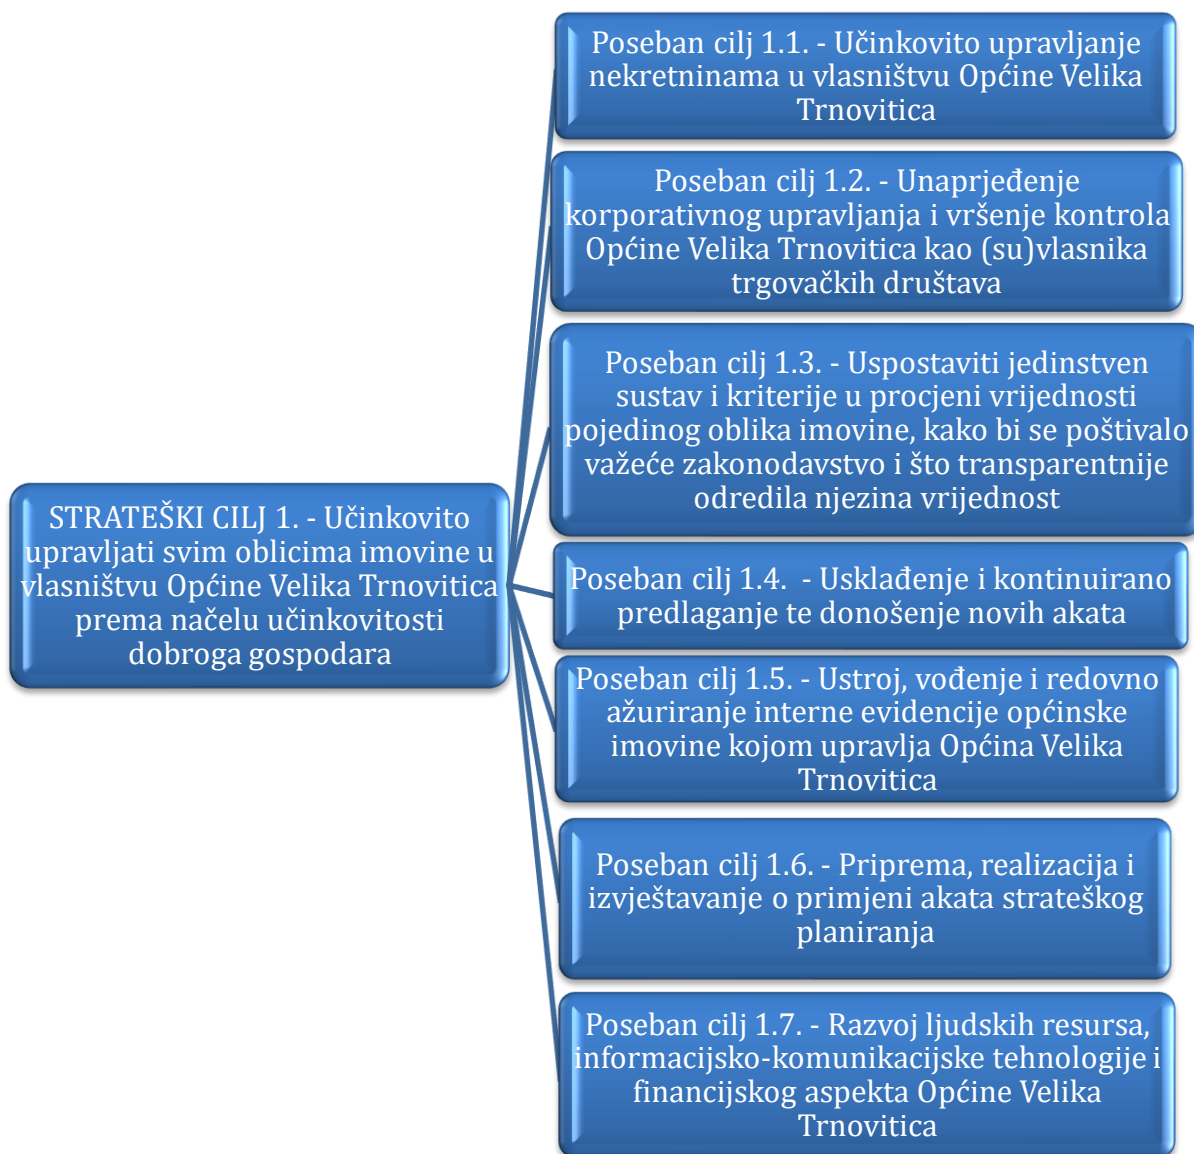 STRATEŠKI CILJ 1. - Učinkovito
upravljati svim oblicima imovine u
vlasništvu Općine Velika Trnovitica
prema načelu učinkovitosti
dobroga gospodara
Poseban cilj 1.1. - Učinkovito upravljanje
nekretninama u vlasništvu Općine Velika
Trnovitica
Poseban cilj 1.2. - Unaprjeđenje
korporativnog upravljanja i vršenje kontrola
Općine Velika Trnovitica kao (su)vlasnika
trgovačkih društava
Poseban cilj 1.3. - Uspostaviti jedinstven
sustav i kriterije u procjeni vrijednosti
pojedinog oblika imovine, kako bi se poštivalo
važeće zakonodavstvo i što transparentnije
odredila njezina vrijednost
Poseban cilj 1.4. - Usklađenje i kontinuirano
predlaganje te donošenje novih akata
Poseban cilj 1.5. - Ustroj, vođenje i redovno
ažuriranje interne evidencije općinske
imovine kojom upravlja Općina Velika
Trnovitica
Poseban cilj 1.6. - Priprema, realizacija i
izvještavanje o primjeni akata strateškog
planiranja
Poseban cilj 1.7. - Razvoj ljudskih resursa,
informacijsko-komunikacijske tehnologije i
financijskog aspekta Općine Velika
Trnovitica